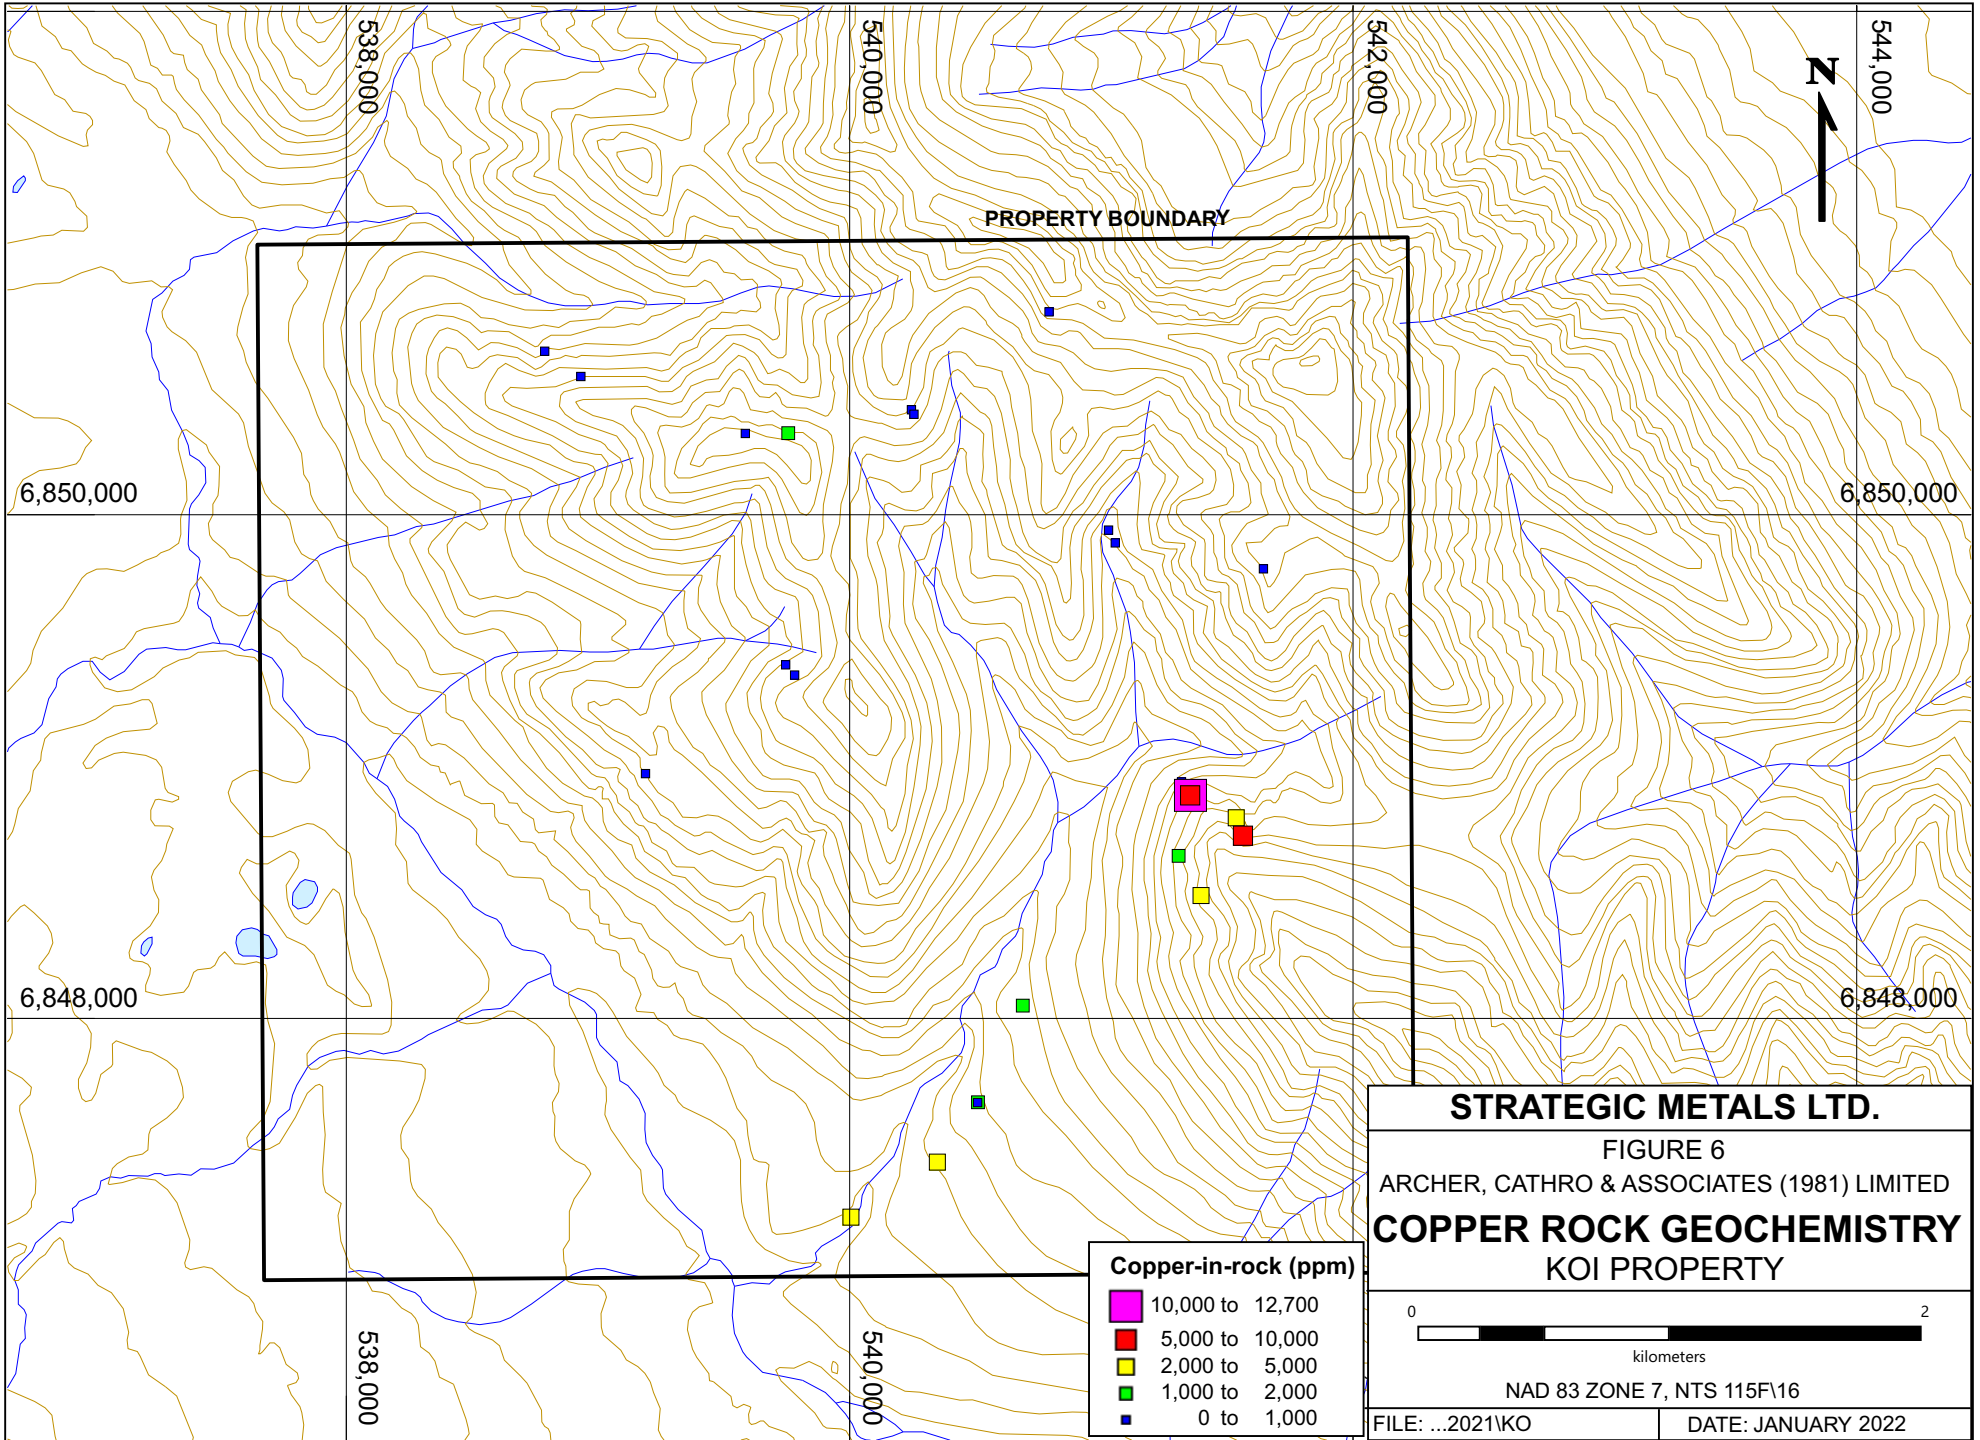 538,000
540,000
542,000
544,000
N
PROPERTY BOUNDARY
6,850,000
6,850,000
6,848,000
6,848,000
538,000
540,000
Copper-in-rock (ppm)
10,000 to 12,700
5,000 to 10,000
2,000 to 5,000
1,000 to 2,000
0 to 1,000
STRATEGIC METALS LTD.
FIGURE 6
ARCHER, CATHRO & ASSOCIATES (1981) LIMITED
COPPER ROCK GEOCHEMISTRY
KOI PROPERTY
0 2
kilometers
NAD 83 ZONE 7, NTS 115F\16
FILE: ...2021\KO
DATE: JANUARY 2022